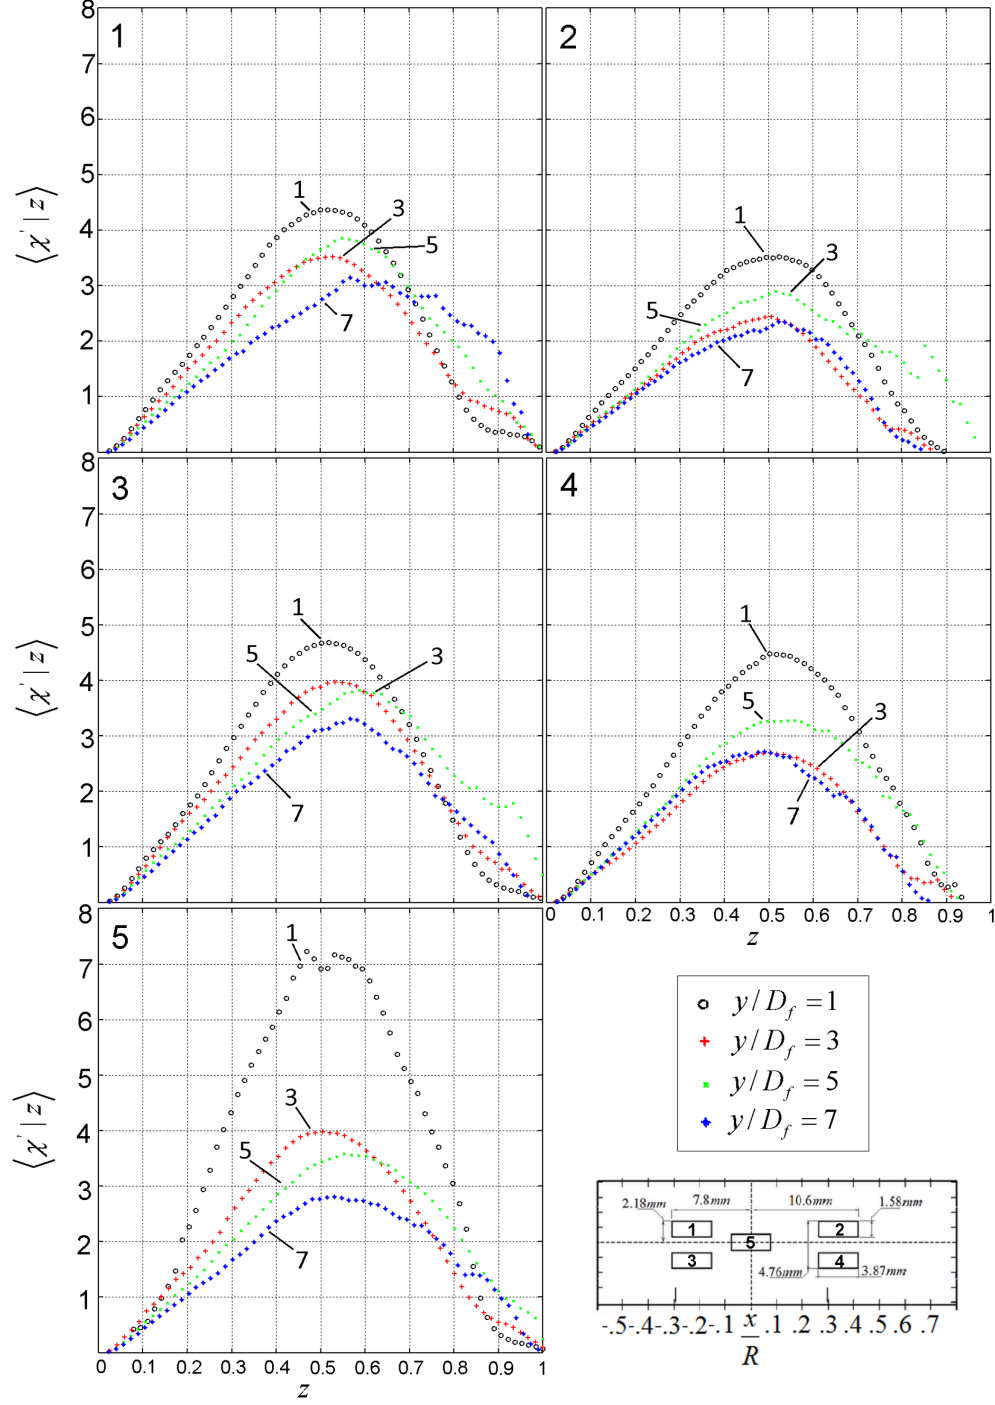 8 1 2
7
6
5
4 1 3 5 1 3
⟨χ′ | z⟩
3 5
2 7 7
1
8 3 4
7
6
5 1 5 3 1
4 5 3
⟨χ′ | z⟩
3
2 7 7
1
0 0.1 0.2 0.3 0.4 0.5 0.6 0.7 0.8 0.9 1
z
8 5
7 1
6
5
4 3
⟨χ′ | z⟩
3 5
2 7
1
0 0.1 0.2 0.3 0.4 0.5 0.6 0.7 0.8 0.9 1
z
y/D_f = 1
y/D_f = 3
y/D_f = 5
y/D_f = 7
7.8mm 10.6mm
2.18mm 1.58mm
1 2
5
3 4
4.76mm 3.87mm
-.5 -.4 -.3 -.2 -.1 x/R .1 .2 .3 .4 .5 .6 .7